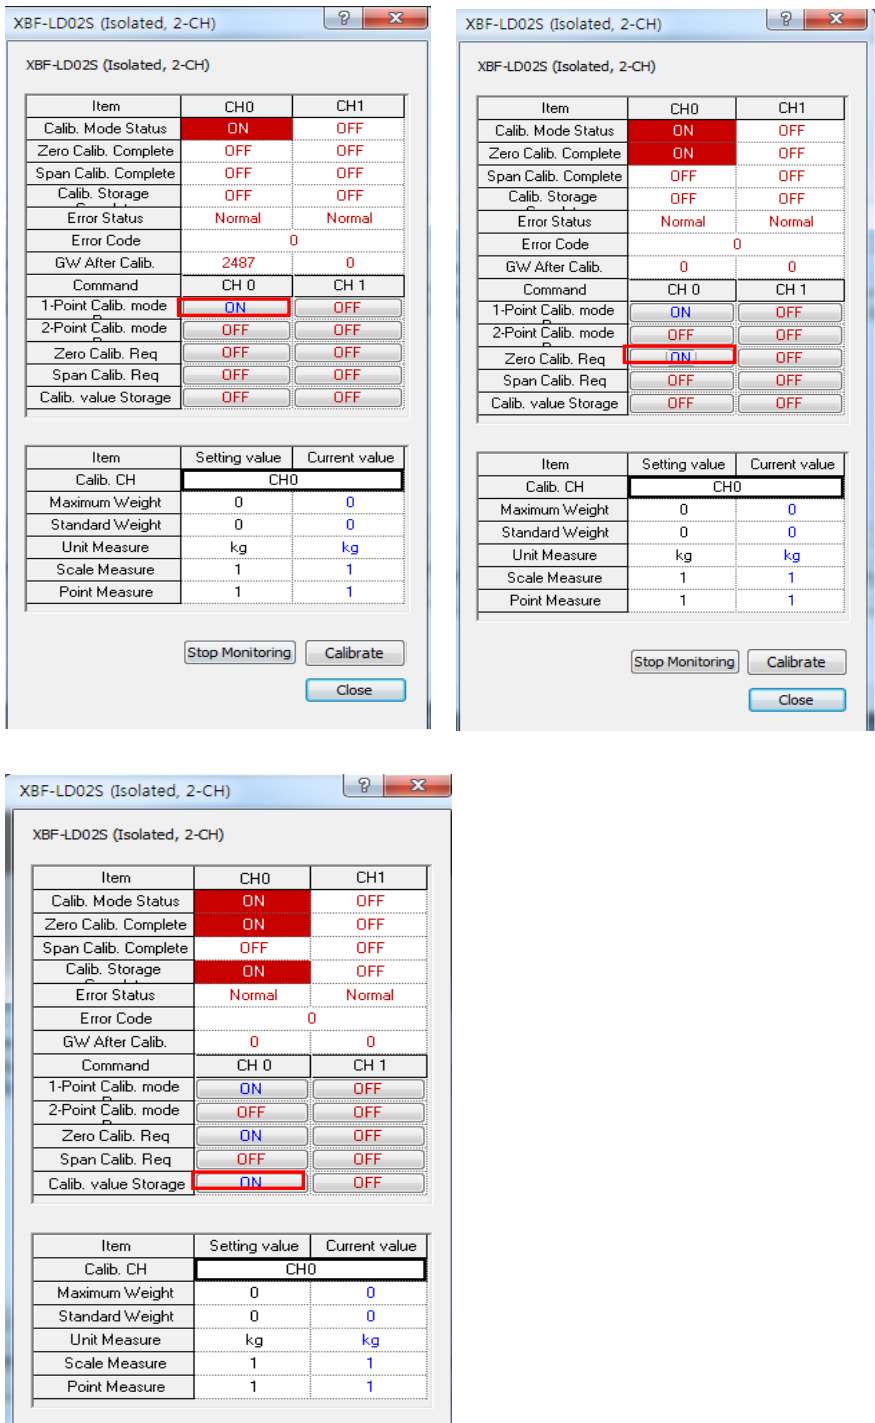 XBF-LD02S (Isolated, 2-CH)
XBF-LD02S (Isolated, 2-CH)
Item CH0 CH1
Calib. Mode Status ON OFF
Zero Calib. Complete OFF OFF
Span Calib. Complete OFF OFF
Calib. Storage OFF OFF
Error Status Normal Normal
Error Code 0
GW After Calib. 2487 0
Command CH 0 CH 1
1-Point Calib. mode ON OFF
2-Point Calib. mode OFF OFF
Zero Calib. Req OFF OFF
Span Calib. Req OFF OFF
Calib. value Storage OFF OFF
Item Setting value Current value
Calib. CH CH0
Maximum Weight 0 0
Standard Weight 0 0
Unit Measure kg kg
Scale Measure 1 1
Point Measure 1 1
Stop Monitoring Calibrate
Close
XBF-LD02S (Isolated, 2-CH)
XBF-LD02S (Isolated, 2-CH)
Item CH0 CH1
Calib. Mode Status ON OFF
Zero Calib. Complete ON OFF
Span Calib. Complete OFF OFF
Calib. Storage OFF OFF
Error Status Normal Normal
Error Code 0
GW After Calib. 0 0
Command CH 0 CH 1
1-Point Calib. mode ON OFF
2-Point Calib. mode OFF OFF
Zero Calib. Req ON OFF
Span Calib. Req OFF OFF
Calib. value Storage OFF OFF
Item Setting value Current value
Calib. CH CH0
Maximum Weight 0 0
Standard Weight 0 0
Unit Measure kg kg
Scale Measure 1 1
Point Measure 1 1
Stop Monitoring Calibrate
Close
XBF-LD02S (Isolated, 2-CH)
XBF-LD02S (Isolated, 2-CH)
Item CH0 CH1
Calib. Mode Status ON OFF
Zero Calib. Complete ON OFF
Span Calib. Complete OFF OFF
Calib. Storage ON OFF
Error Status Normal Normal
Error Code 0
GW After Calib. 0 0
Command CH 0 CH 1
1-Point Calib. mode ON OFF
2-Point Calib. mode OFF OFF
Zero Calib. Req ON OFF
Span Calib. Req OFF OFF
Calib. value Storage ON OFF
Item Setting value Current value
Calib. CH CH0
Maximum Weight 0 0
Standard Weight 0 0
Unit Measure kg kg
Scale Measure 1 1
Point Measure 1 1